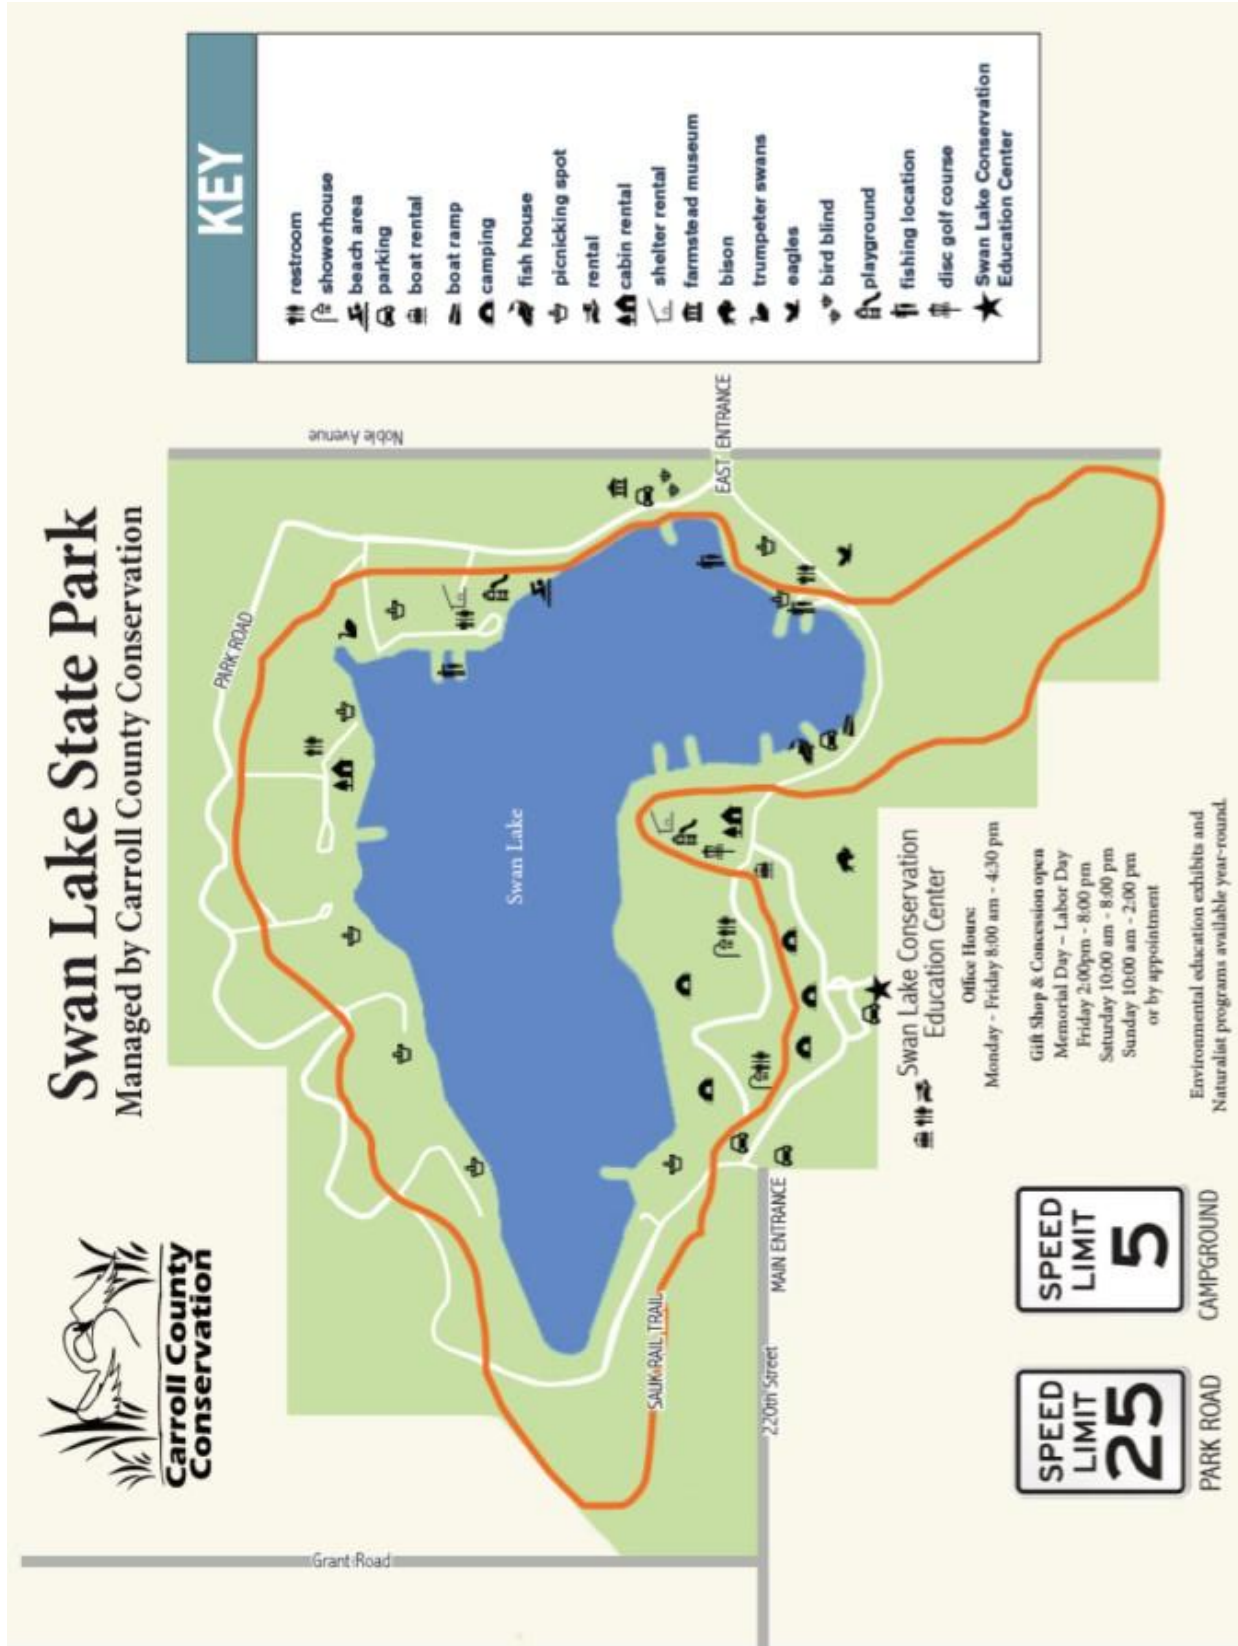 Swan Lake State Park
Managed by Carroll County Conservation
Carroll County
Conservation
KEY
restroom
showerhouse
beach area
parking
boat rental
boat ramp
camping
fish house
picnicking spot
rental
cabin rental
shelter rental
farmstead museum
bison
trumpeter swans
eagles
bird blind
playground
fishing location
disc golf course
Swan Lake Conservation
Education Center
Noble Avenue
PARK ROAD
EAST ENTRANCE
Swan Lake
SAUK RAIL TRAIL
MAIN ENTRANCE
220th Street
Grant Road
Swan Lake Conservation
Education Center
Office Hours:
Monday - Friday 8:00 am - 4:30 pm
Gift Shop & Concession open
Memorial Day – Labor Day
Friday 2:00pm - 8:00 pm
Saturday 10:00 am - 8:00 pm
Sunday 10:00 am - 2:00 pm
or by appointment
Environmental education exhibits and
Naturalist programs available year-round.
SPEED
LIMIT
25
PARK ROAD
SPEED
LIMIT
5
CAMPGROUND